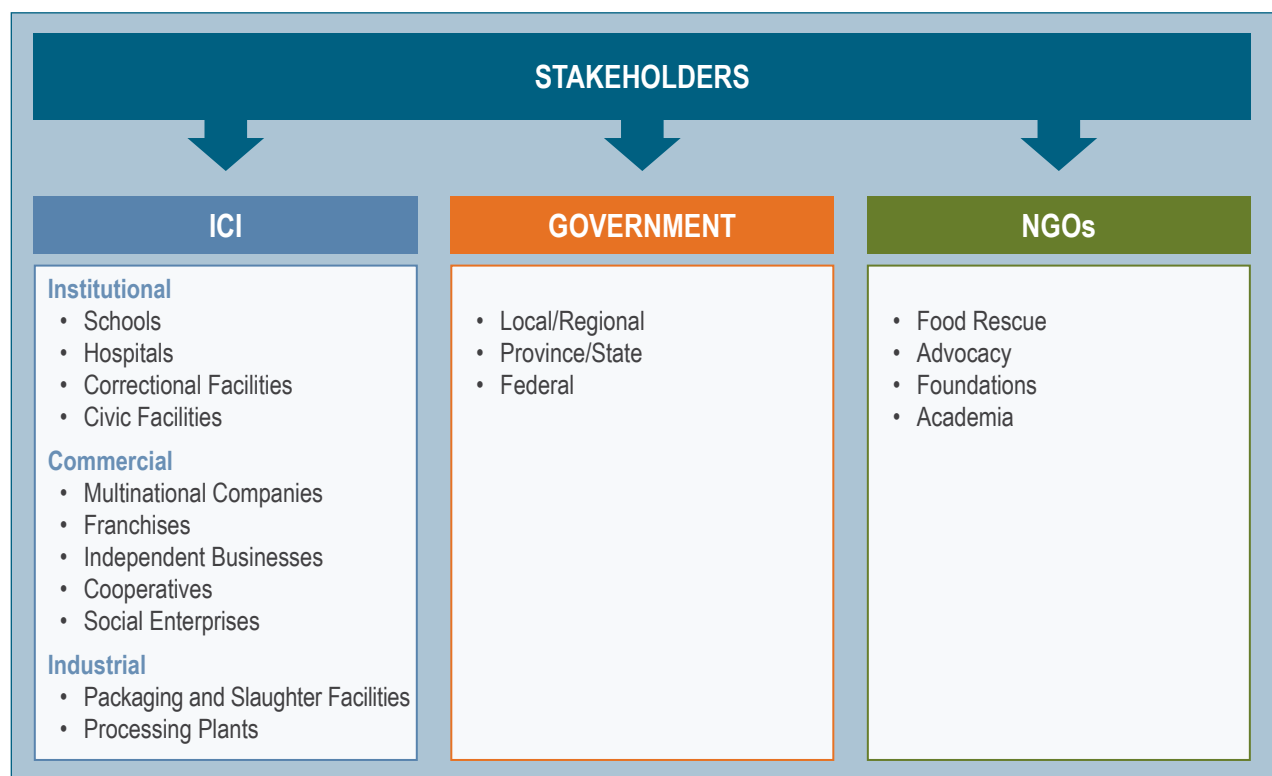 STAKEHOLDERS
ICI
Institutional
• Schools
• Hospitals
• Correctional Facilities
• Civic Facilities
Commercial
• Multinational Companies
• Franchises
• Independent Businesses
• Cooperatives
• Social Enterprises
Industrial
• Packaging and Slaughter Facilities
• Processing Plants
GOVERNMENT
• Local/Regional
• Province/State
• Federal
NGOs
• Food Rescue
• Advocacy
• Foundations
• Academia